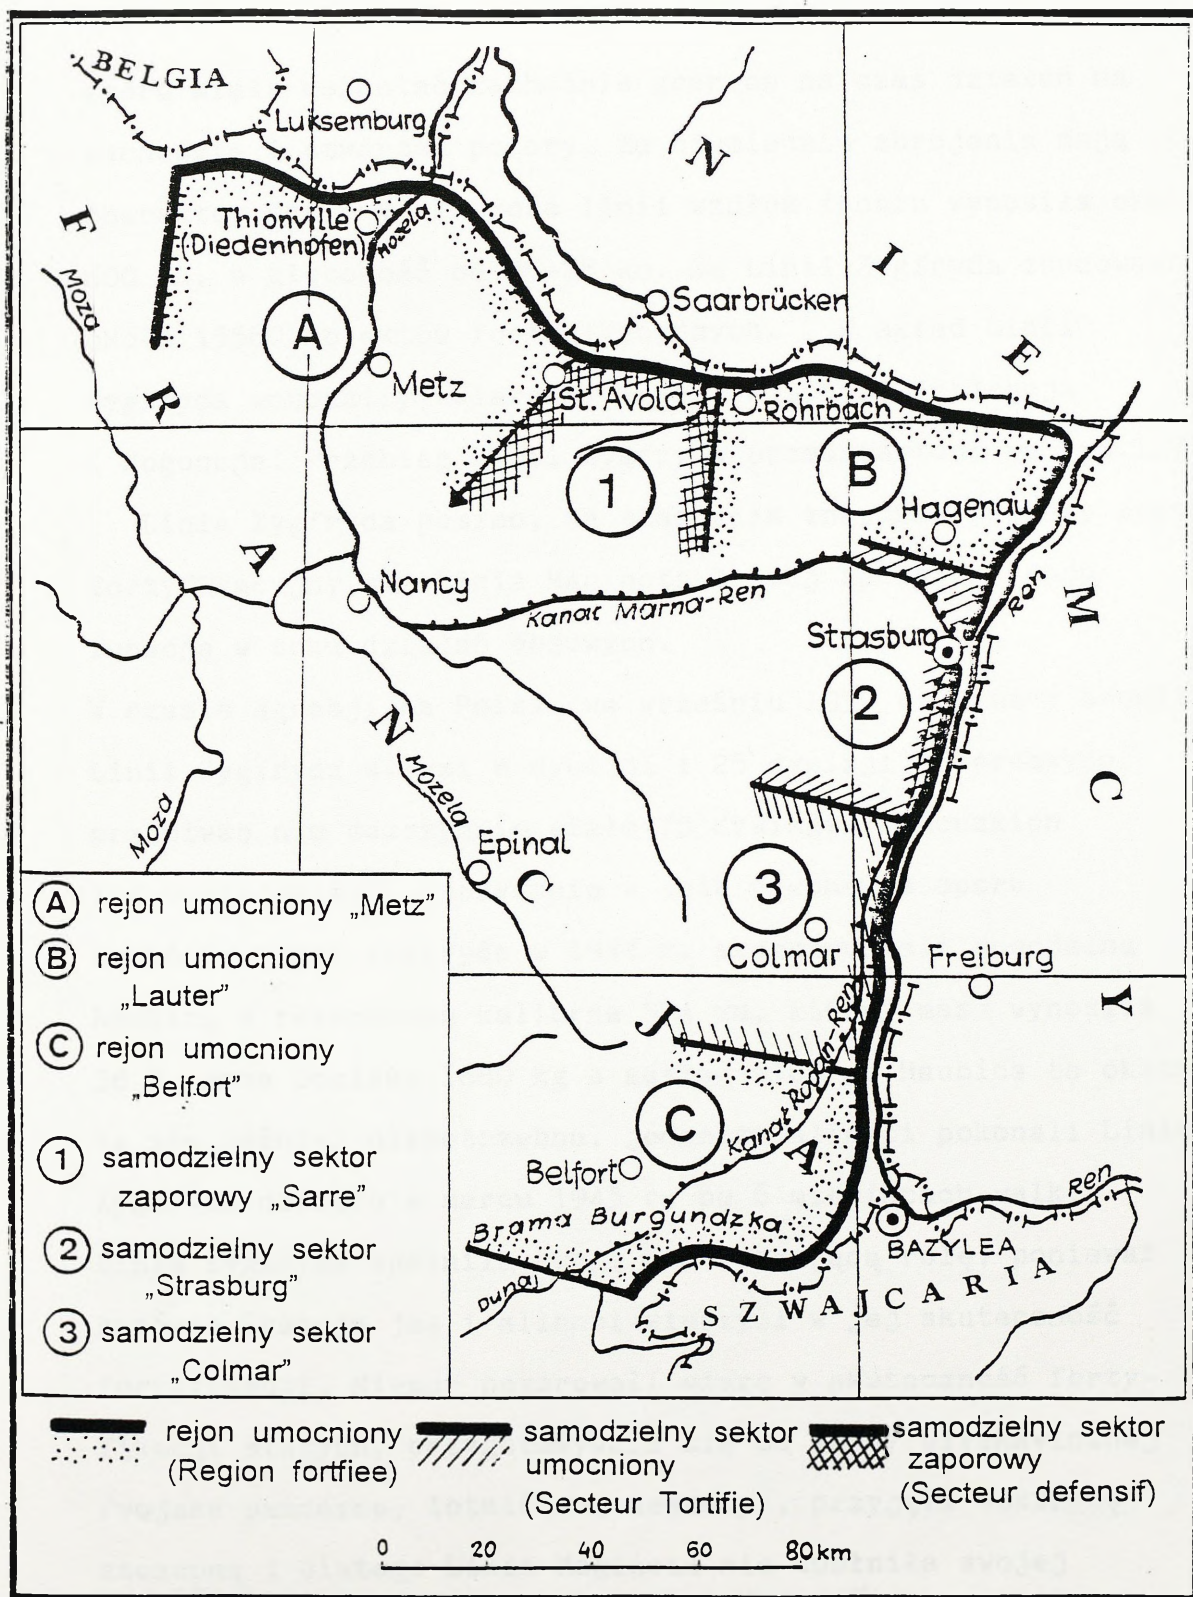 BELGIA
Luksemburg
N
I
E
M
C
Y
F
R
A
N
C
J
A
Thionville
(Diedenhofen)
Mozela
Moza
Saarbrücken
Metz
St. Avold
Rohrbach
A
B
1
Hagenau
Nancy
Kanał Marna-Ren
Ren
Strasburg
2
Mozela
Moza
Epinal
3
Colmar
Freiburg
Kanał Rodan-Ren
C
Belfort
Brama Burgundzka
Dunaj
BAZYLEA
Ren
SZWAJCARIA
A rejon umocniony „Metz”
B rejon umocniony
„Lauter”
C rejon umocniony
„Belfort”
1 samodzielny sektor
zaporowy „Sarre”
2 samodzielny sektor
„Strasburg”
3 samodzielny sektor
„Colmar”
rejon umocniony
(Region fortfiee)
samodzielny sektor
umocniony
(Secteur Tortifie)
samodzielny sektor
zaporowy
(Secteur defensif)
0 20 40 60 80 km